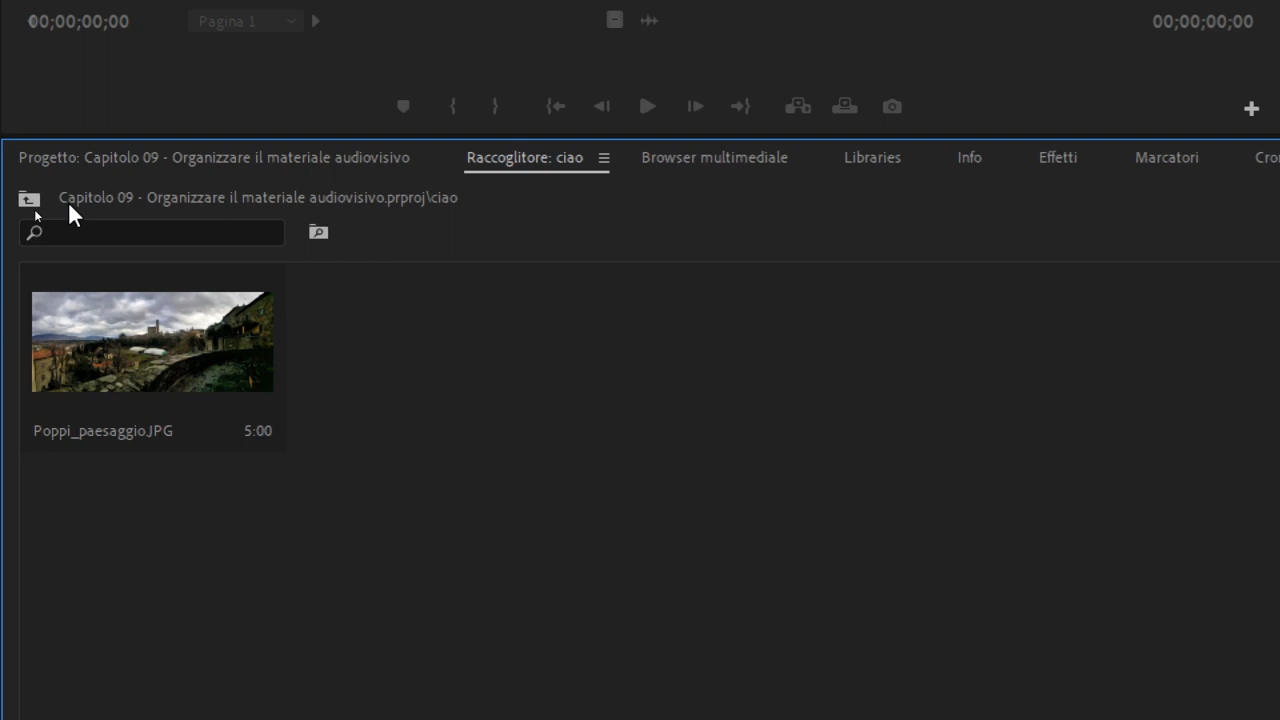 00;00;00;00
Pagina 1
00;00;00;00
Progetto: Capitolo 09 - Organizzare il materiale audiovisivo
Raccoglitore: ciao
Browser multimediale
Libraries
Info
Effetti
Marcatori
Cro
Capitolo 09 - Organizzare il materiale audiovisivo.prproj\ciao
Poppi_paesaggio.JPG
5:00